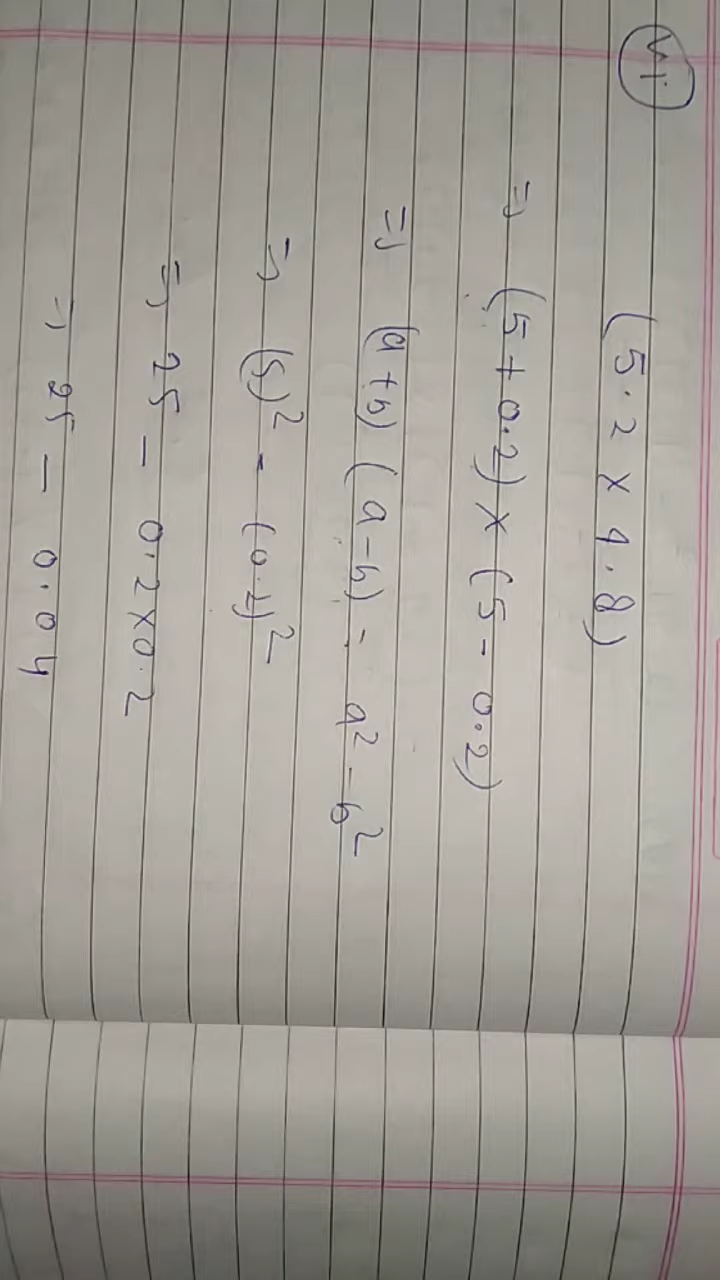 vi
(5.2 × 4.8)
⇒ (5 + 0.2) × (5 - 0.2)
⇒ (a + b) (a - b) = a² - b²
⇒ (5)² - (0.2)²
⇒ 25 - 0.2×0.2
⇒ 25 - 0.04